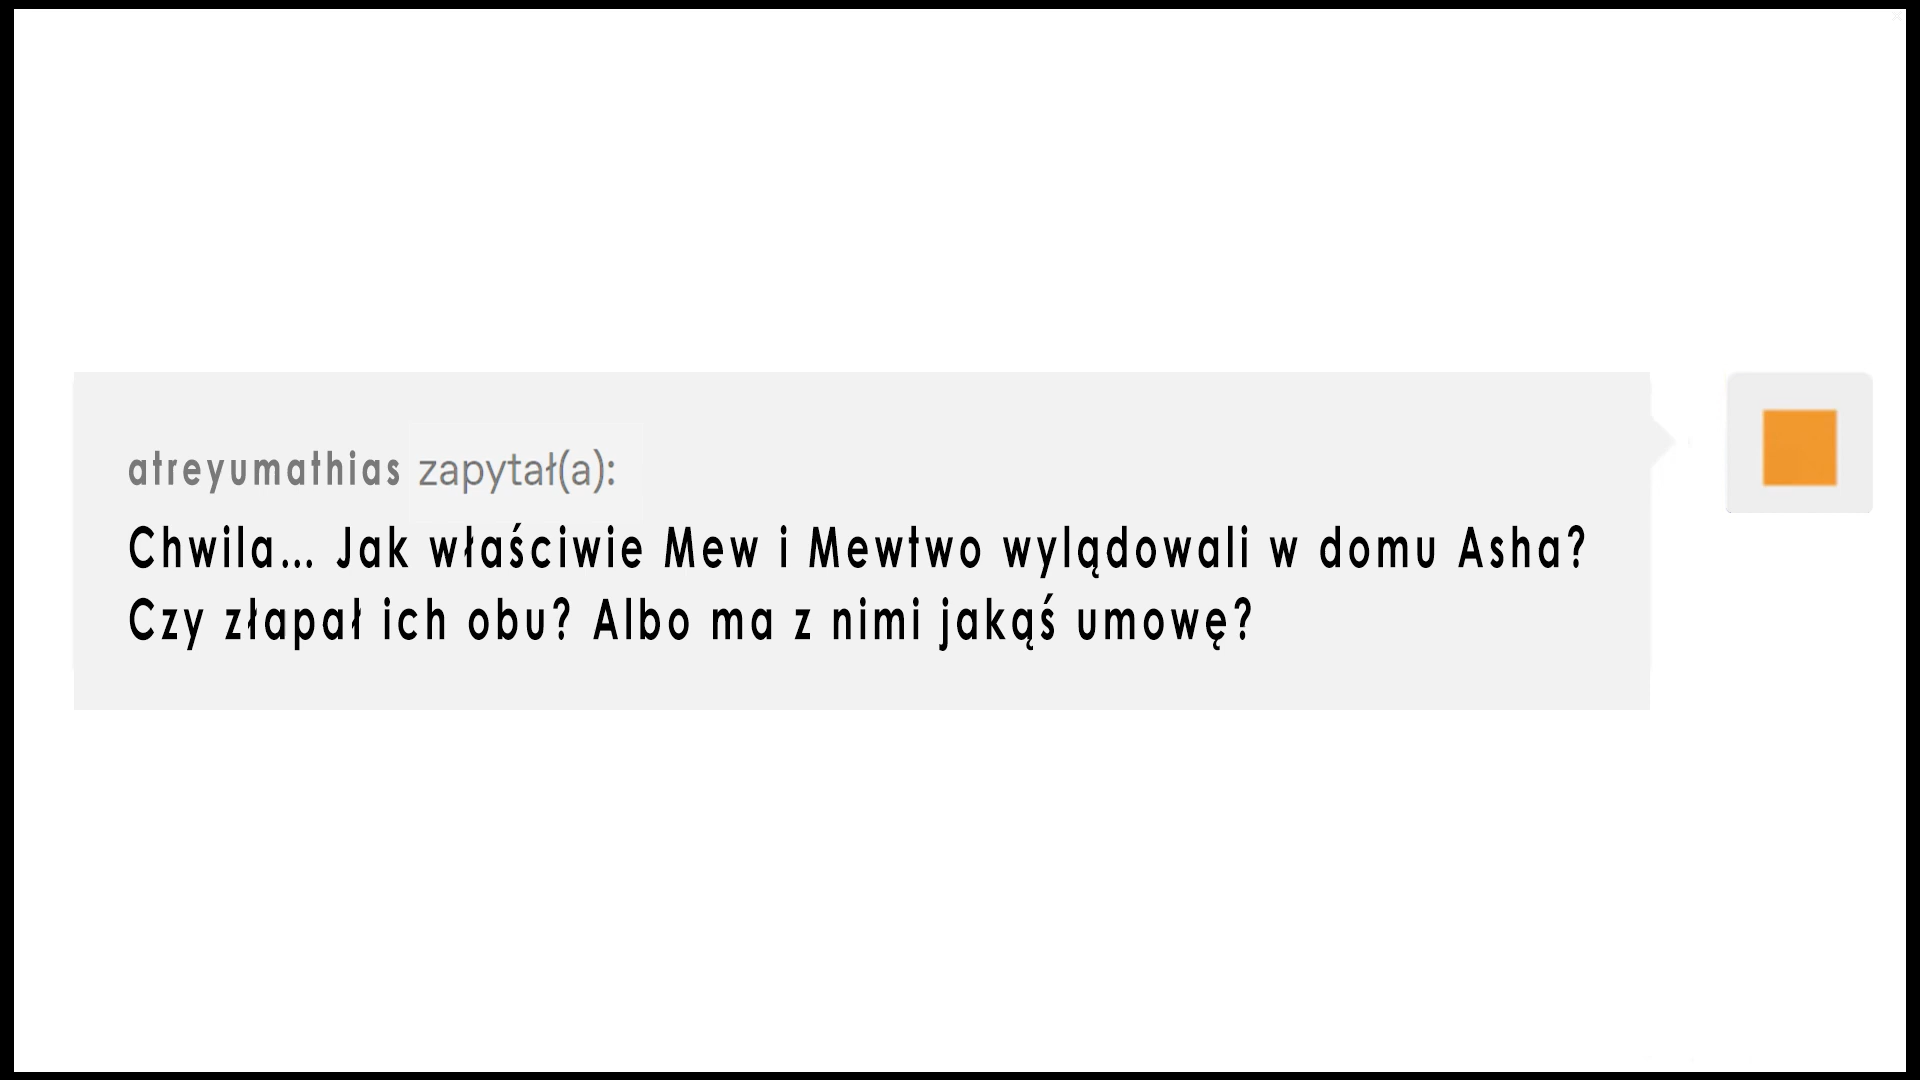 atreyumathias zapytał(a):
Chwila... Jak właściwie Mew i Mewtwo wylądowali w domu Asha?
Czy złapał ich obu? Albo ma z nimi jakąś umowę?